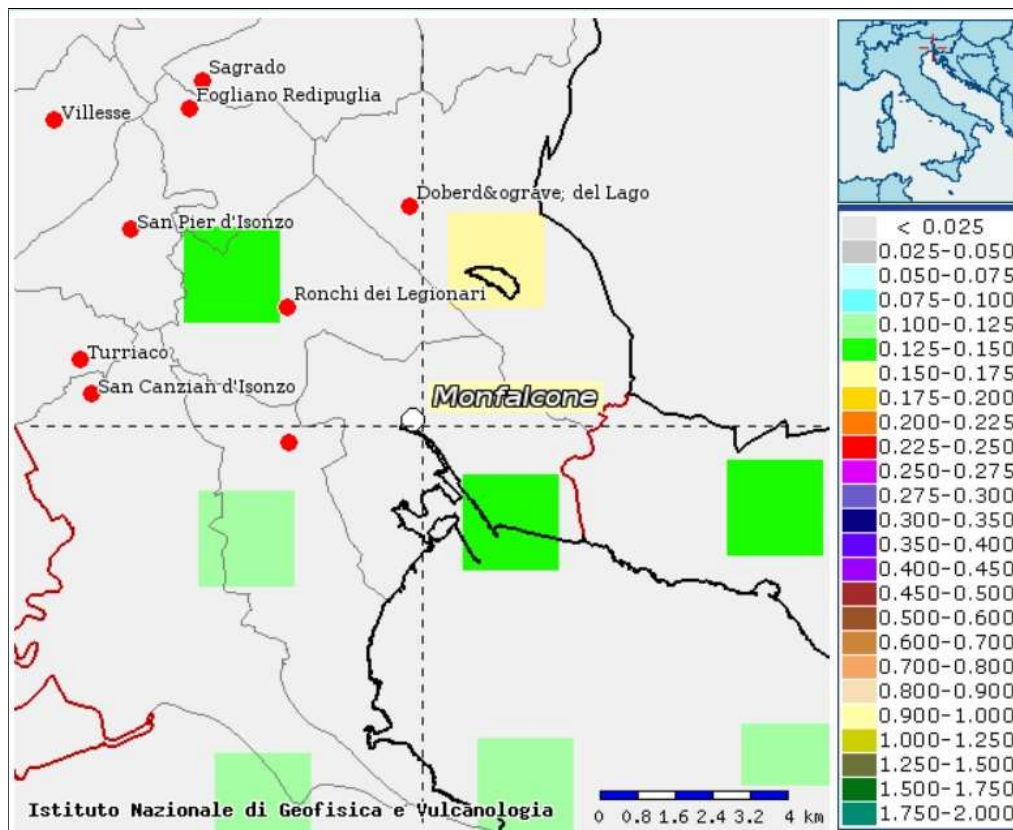 Sagrado
Fogliano Redipuglia
Villesse
Doberd&ograve; del Lago
San Pier d'Isonzo
Ronchi dei Legionari
Turriaco
San Canzian d'Isonzo
Monfalcone
Istituto Nazionale di Geofisica e Vulcanologia
0 0.8 1.6 2.4 3.2 4 km
< 0.025
0.025-0.050
0.050-0.075
0.075-0.100
0.100-0.125
0.125-0.150
0.150-0.175
0.175-0.200
0.200-0.225
0.225-0.250
0.250-0.275
0.275-0.300
0.300-0.350
0.350-0.400
0.400-0.450
0.450-0.500
0.500-0.600
0.600-0.700
0.700-0.800
0.800-0.900
0.900-1.000
1.000-1.250
1.250-1.500
1.500-1.750
1.750-2.000